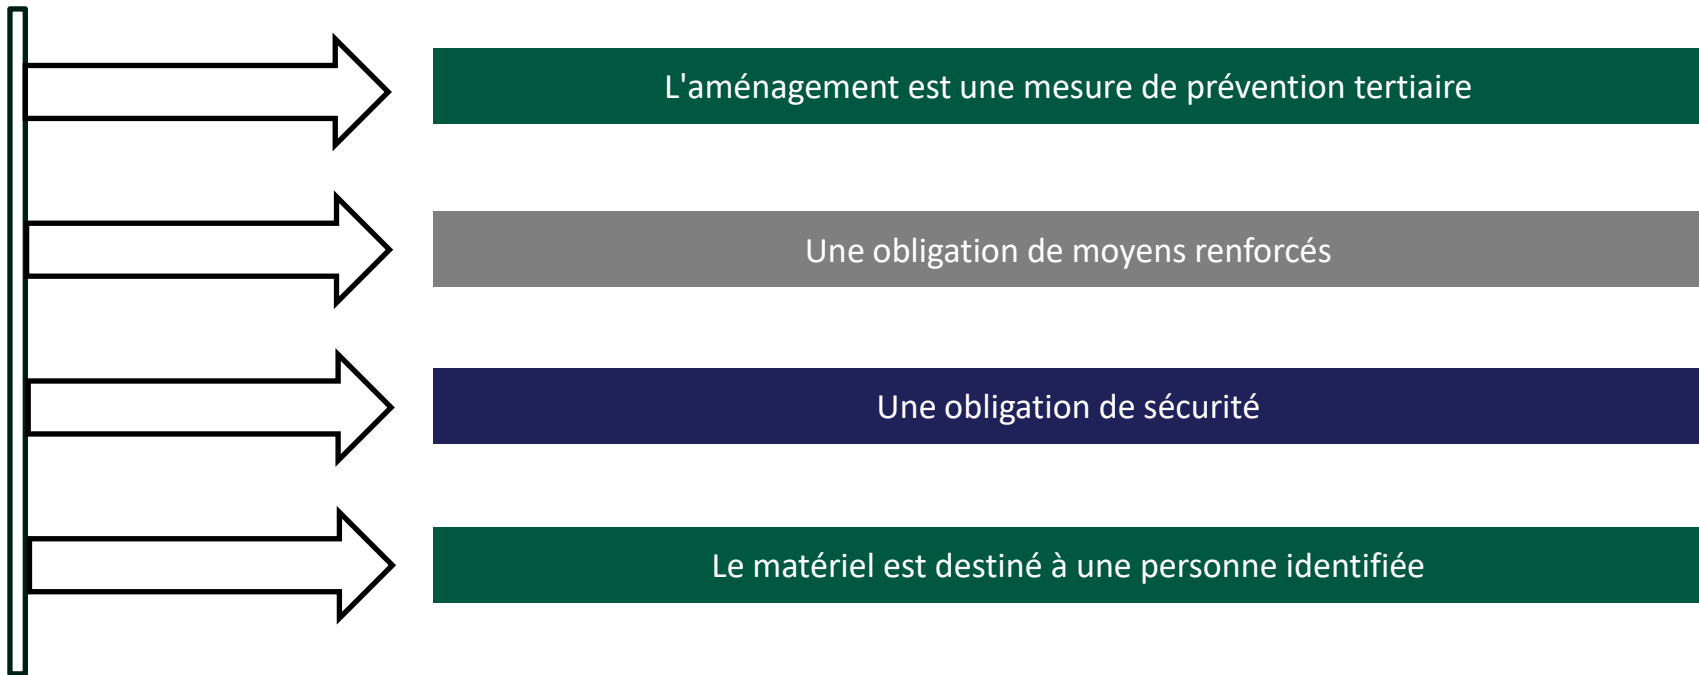 L'aménagement est une mesure de prévention tertiaire
Une obligation de moyens renforcés
Une obligation de sécurité
Le matériel est destiné à une personne identifiée